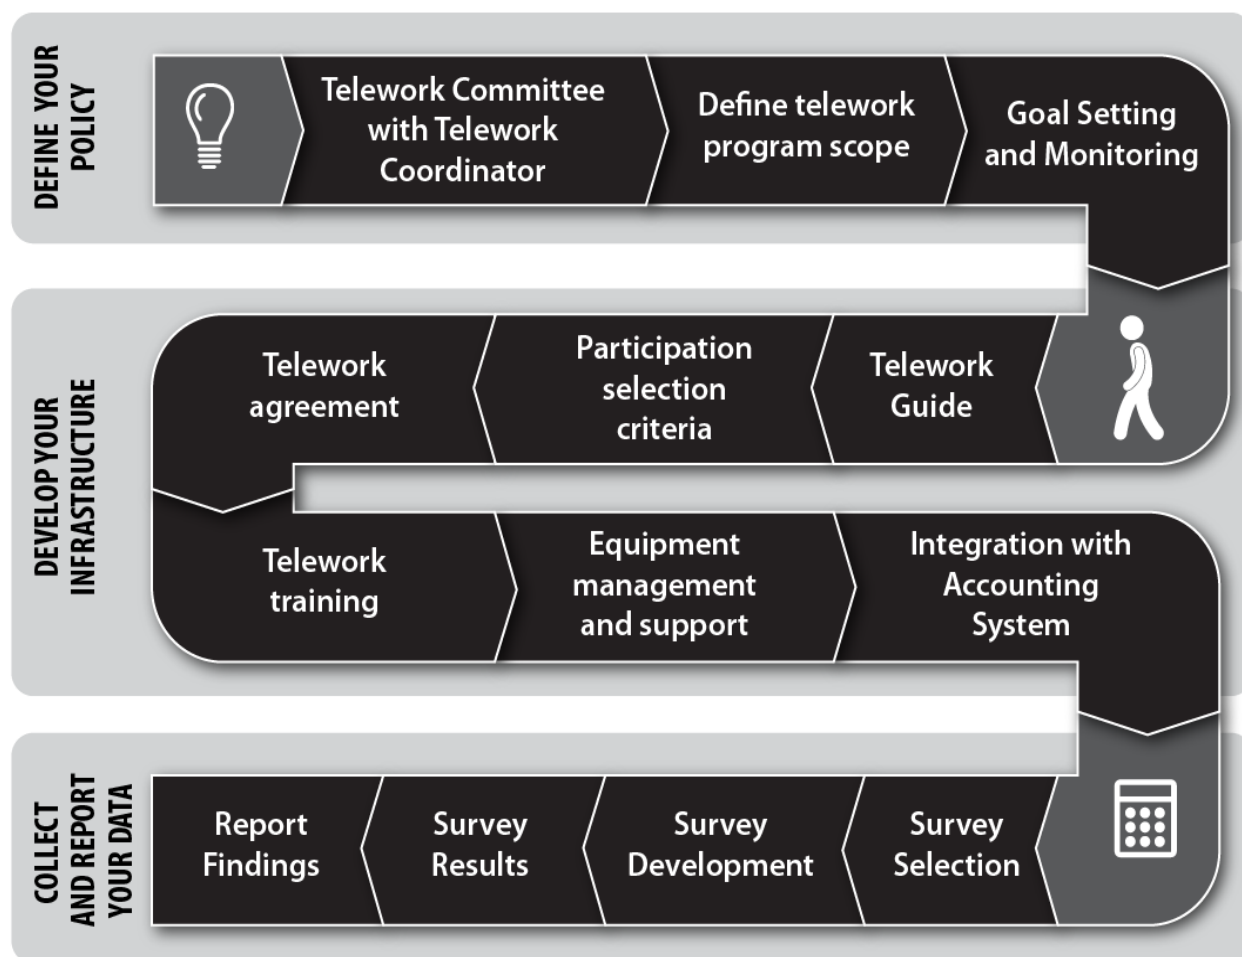 DEFINE YOUR
POLICY
Telework Committee
with Telework
Coordinator
Define telework
program scope
Goal Setting
and Monitoring
DEVELOP YOUR
INFRASTRUCTURE
Telework
Guide
Participation
selection
criteria
Telework
agreement
Telework
training
Equipment
management
and support
Integration with
Accounting
System
COLLECT
AND REPORT
YOUR DATA
Survey
Selection
Survey
Development
Survey
Results
Report
Findings